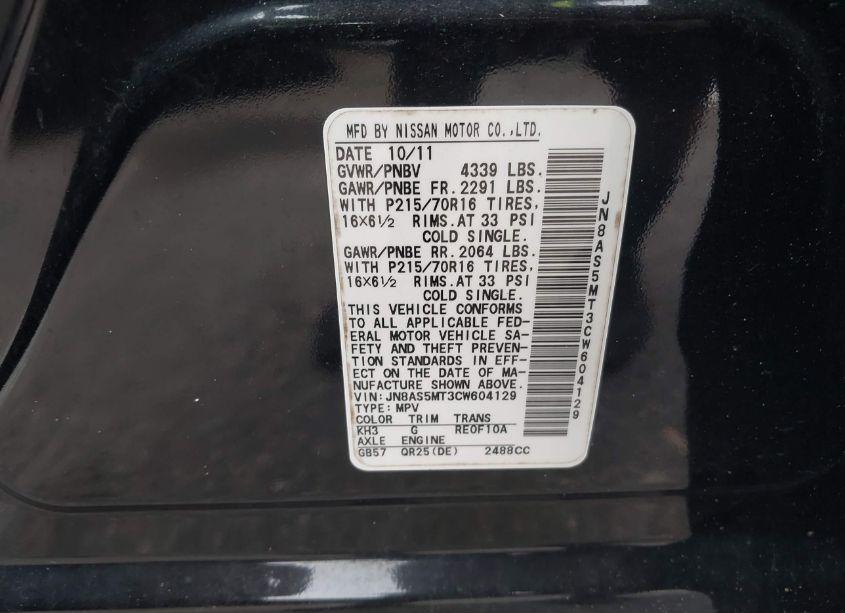 MFD BY NISSAN MOTOR CO.,LTD.
DATE 10/11
GVWR/PNBV 4339 LBS.
GAWR/PNBE FR. 2291 LBS.
WITH P215/70R16 TIRES,
16X6½ RIMS. AT 33 PSI
COLD SINGLE.
GAWR/PNBE RR. 2064 LBS.
WITH P215/70R16 TIRES,
16X6½ RIMS. AT 33 PSI
COLD SINGLE.
THIS VEHICLE CONFORMS
TO ALL APPLICABLE FED-
ERAL MOTOR VEHICLE SA-
FETY AND THEFT PREVEN-
TION STANDARDS IN EFF-
ECT ON THE DATE OF MA-
NUFACTURE SHOWN ABOVE.
VIN:JN8AS5MT3CW604129
TYPE:MPV
COLOR TRIM TRANS
KH3 G RE0F10A
AXLE ENGINE
GB57 QR25(DE) 2488CC
JN8AS5MT3CW604129